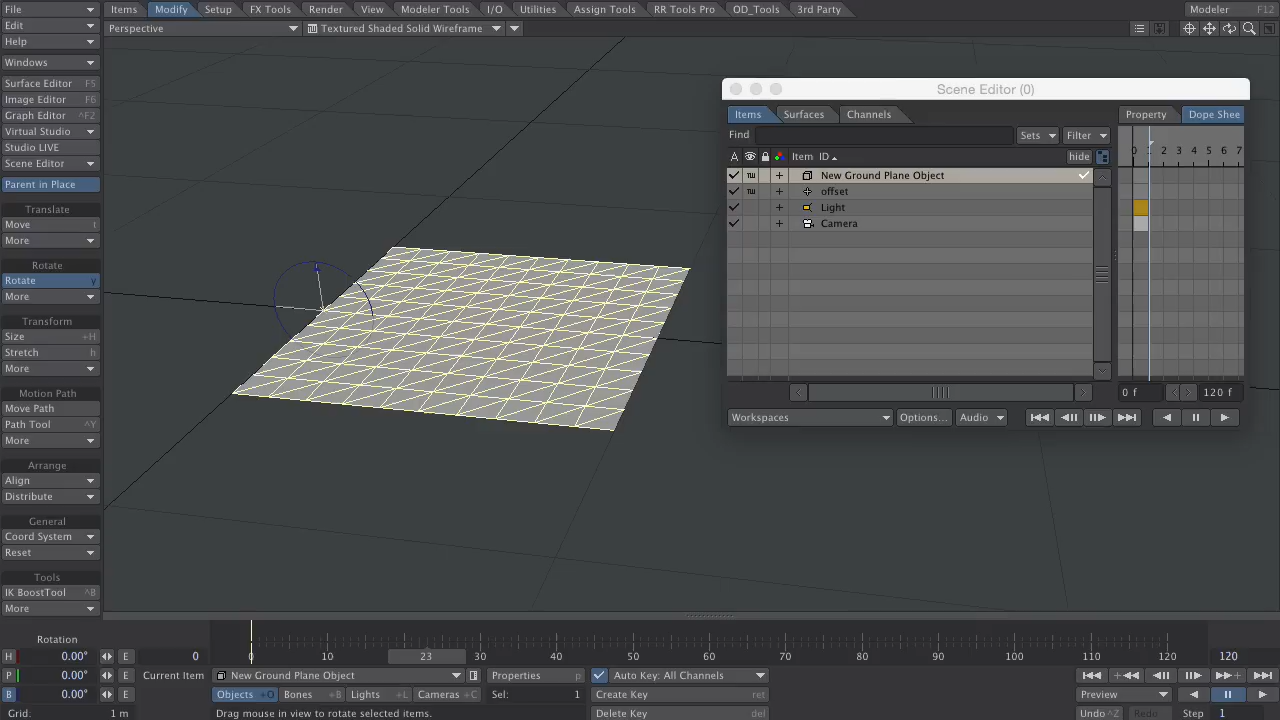 File Items Modify Setup FX Tools Render View Modeler Tools I/O Utilities Assign Tools RR Tools Pro OD_Tools 3rd Party Modeler F12
Edit Perspective Textured Shaded Solid Wireframe
Help
Windows
Surface Editor F5
Image Editor F6
Graph Editor ^F2
Virtual Studio
Studio LIVE
Scene Editor
Parent in Place
Translate
Move t
More
Rotate
Rotate y
More
Transform
Size +H
Stretch h
More
Motion Path
Move Path
Path Tool ^Y
More
Arrange
Align
Distribute
General
Coord System
Reset
Tools
IK BoostTool ^B
More
Scene Editor (0)
Items Surfaces Channels Property Dope Shee
Find Sets Filter
A Item ID hide 0 1 2 3 4 5 6 7
New Ground Plane Object
offset
Light
Camera
0 f 120 f
Workspaces Options... Audio
Rotation
H 0.00° E 0 0 10 23 30 40 50 60 70 80 90 100 110 120 120
P 0.00° E Current Item New Ground Plane Object Properties p Auto Key: All Channels
B 0.00° E Objects +O Bones +B Lights +L Cameras +C Sel: 1 Create Key ret Preview
Grid: 1 m Drag mouse in view to rotate selected items. Delete Key del Undo ^Z Redo Step 1